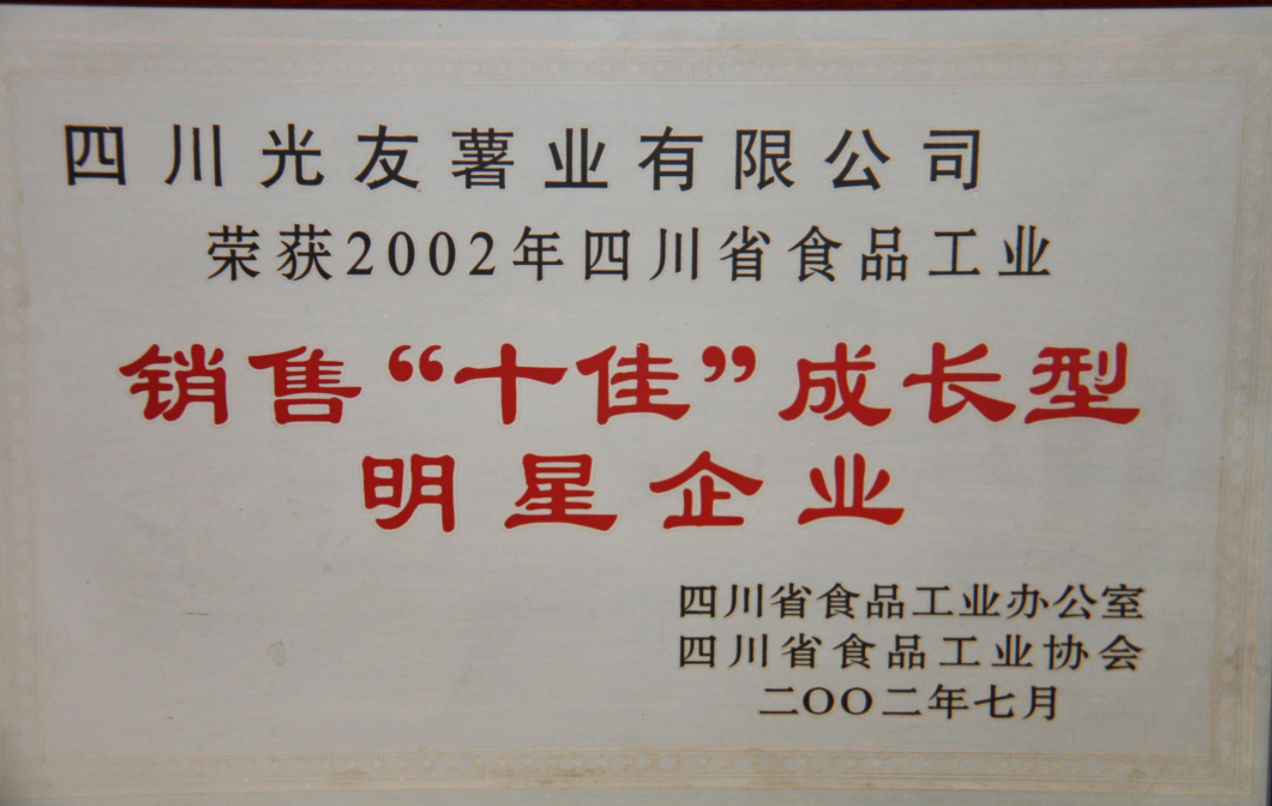 四川光友薯业有限公司
荣获2002年四川省食品工业
销售“十佳”成长型
明星企业
四川省食品工业办公室
四川省食品工业协会
二〇〇二年七月